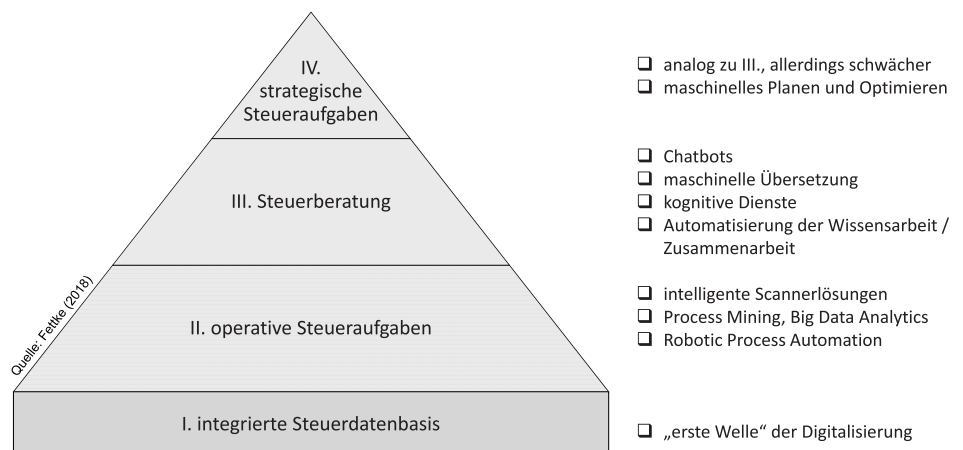 IV.
strategische
Steueraufgaben
❑ analog zu III., allerdings schwächer
❑ maschinelles Planen und Optimieren
III. Steuerberatung
❑ Chatbots
❑ maschinelle Übersetzung
❑ kognitive Dienste
❑ Automatisierung der Wissensarbeit /
Zusammenarbeit
II. operative Steueraufgaben
❑ intelligente Scannerlösungen
❑ Process Mining, Big Data Analytics
❑ Robotic Process Automation
Quelle: Fettke (2018)
I. integrierte Steuerdatenbasis
❑ „erste Welle“ der Digitalisierung